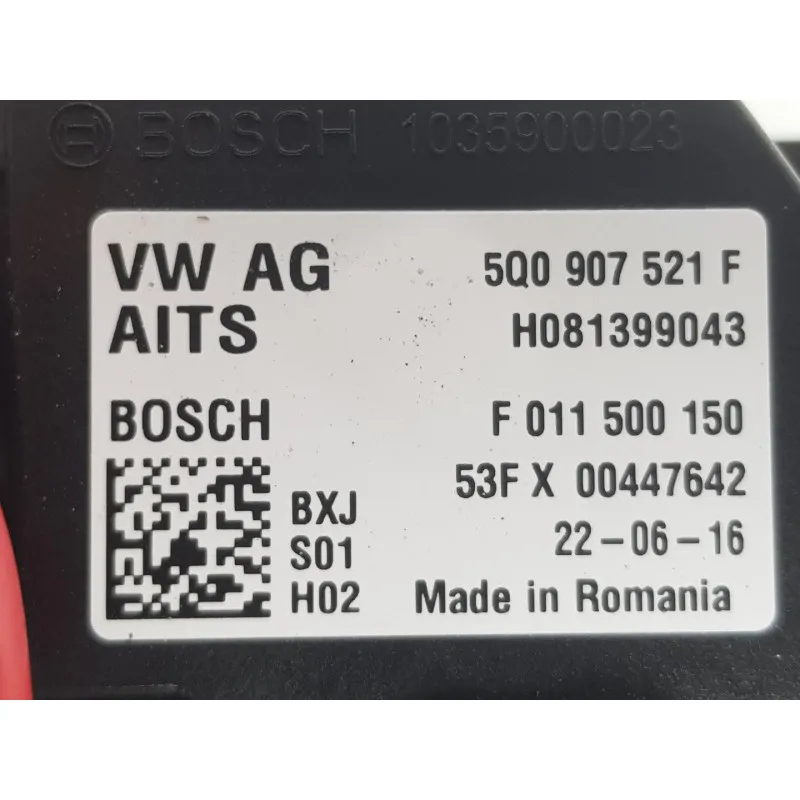 BOSCH 1035900023
VW AG 5Q0 907 521 F
AITS H081399043
BOSCH F 011 500 150
53F X 00447642
BXJ
S01 22-06-16
H02 Made in Romania